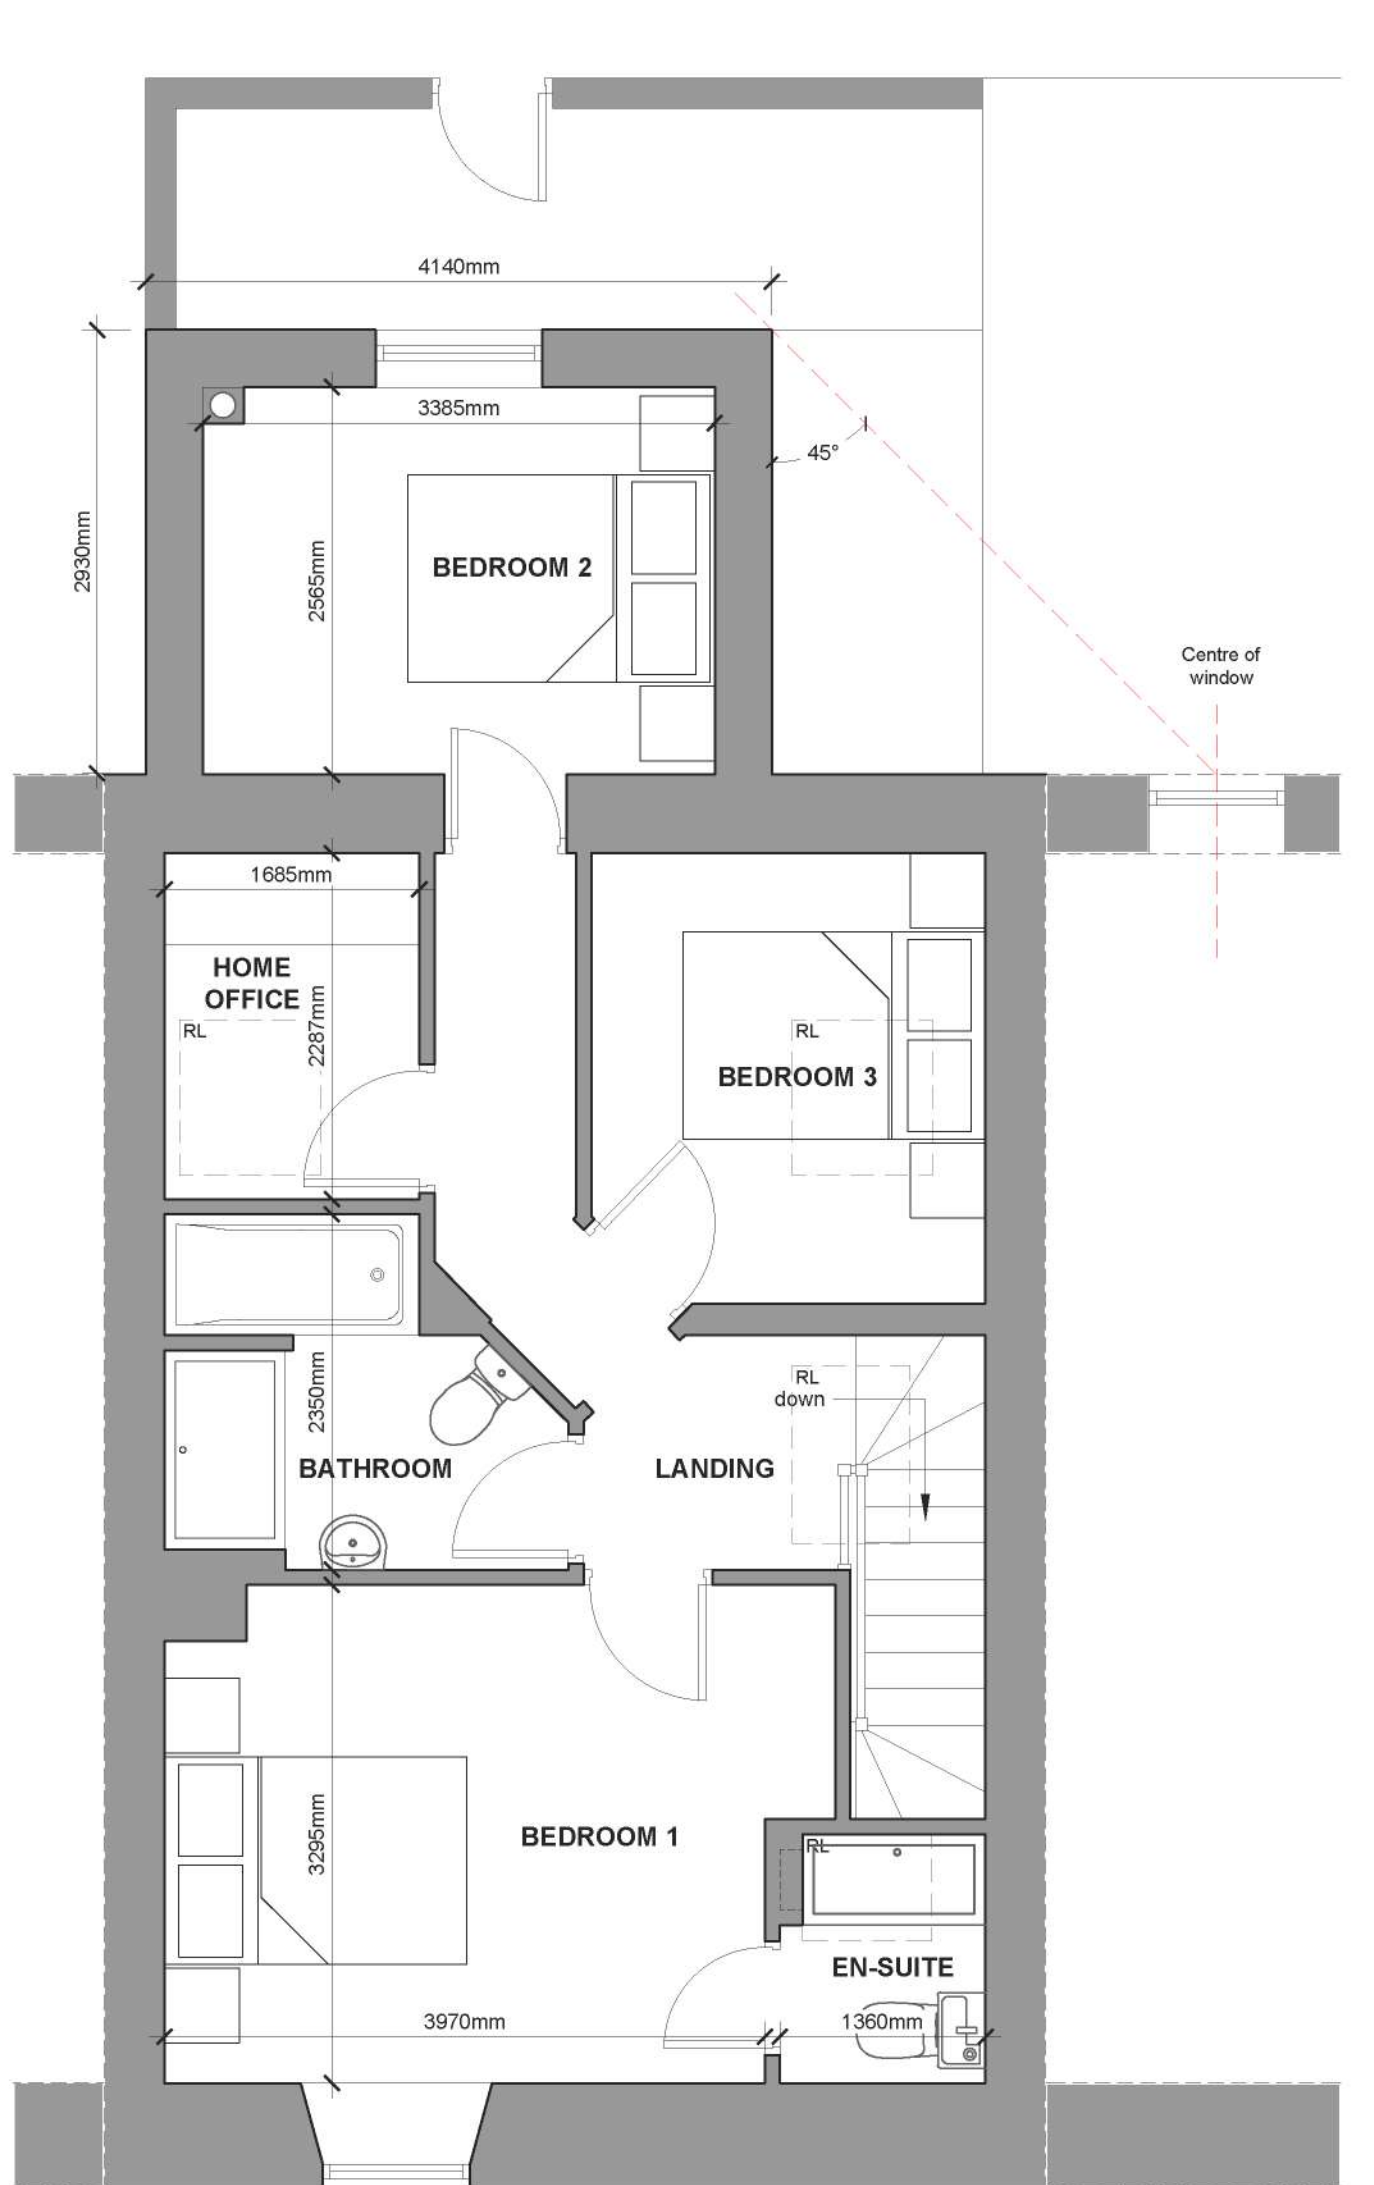 4140mm
3385mm
45°
2930mm
2565mm
BEDROOM 2
Centre of
window
1685mm
HOME
OFFICE
RL
2287mm
RL
BEDROOM 3
RL
down
2350mm
BATHROOM
LANDING
3295mm
BEDROOM 1
RL
EN-SUITE
3970mm
1360mm